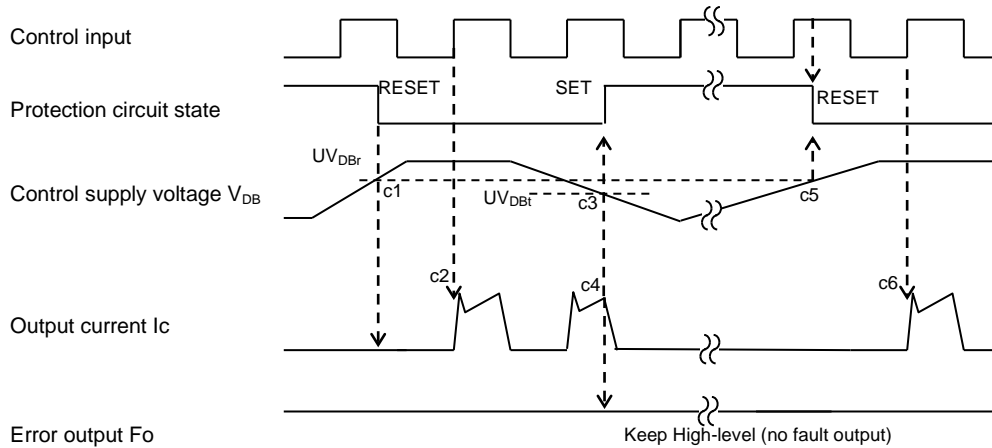 Control input
RESET
SET
Protection circuit state
RESET
UVDBr
Control supply voltage VDB
c1
UVDBt
c3
c5
c2
c4
c6
Output current Ic
Error output Fo
Keep High-level (no fault output)